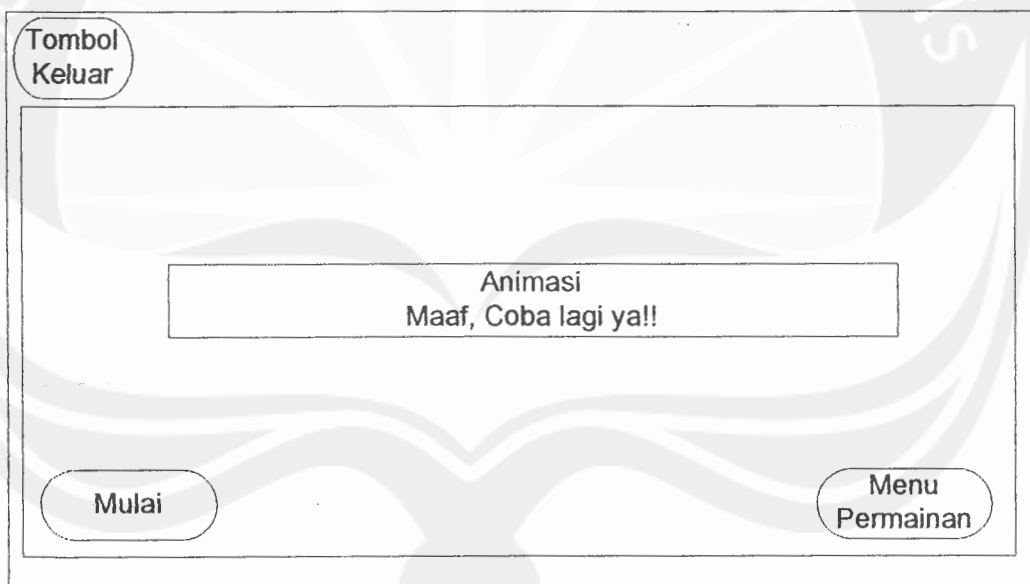 Tombol
Keluar
Animasi
Maaf, Coba lagi ya!!
Mulai
Menu
Permainan